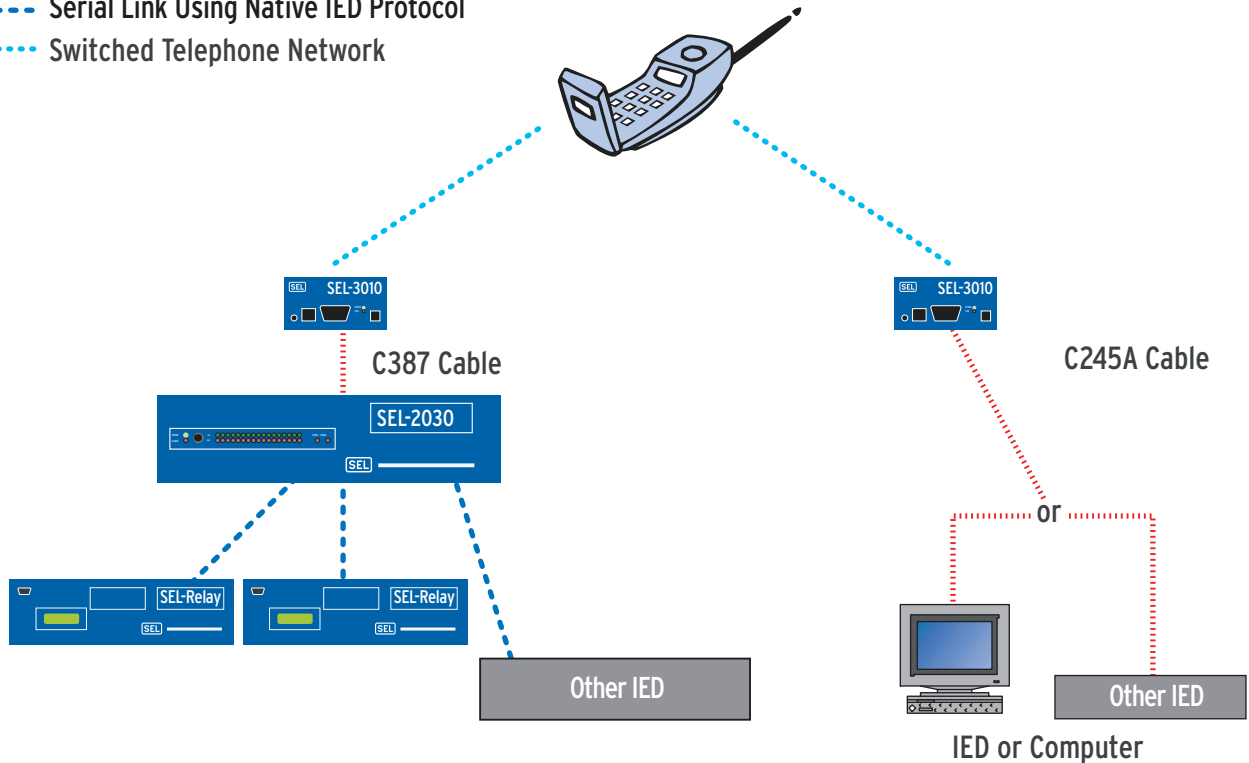 Serial Link Using Native IED Protocol
Switched Telephone Network
SEL
SEL-3010
SEL
SEL-3010
C387 Cable
C245A Cable
SEL-2030
SEL
or
SEL-Relay
SEL
SEL-Relay
SEL
Other IED
Other IED
IED or Computer